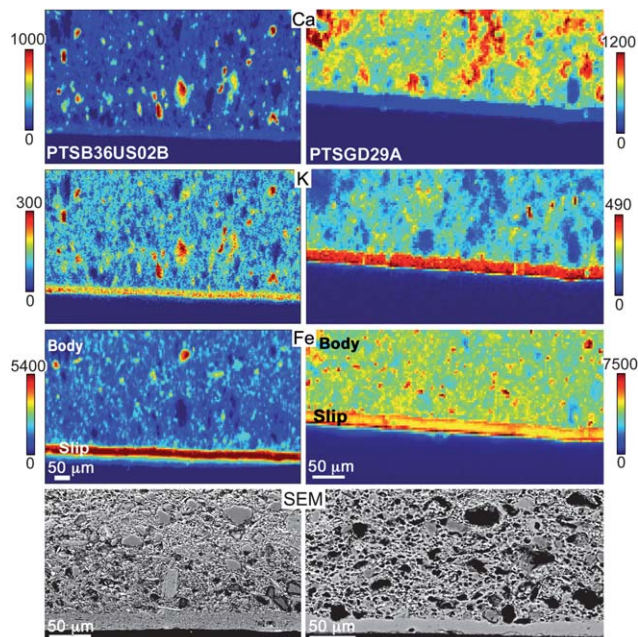 Ca
1000
0
PTSB36US02B
1200
0
PTSGD29A
K
300
0
490
0
Fe
Body
5400
0
Slip
50 μm
Body
7500
0
Slip
50 μm
SEM
50 μm
50 μm